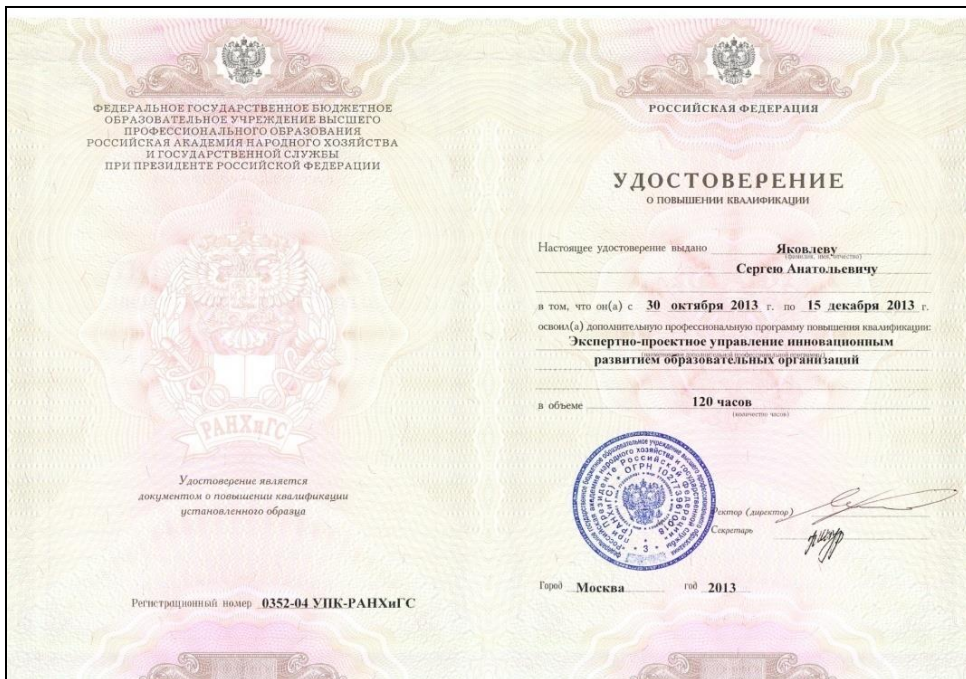 ФЕДЕРАЛЬНОЕ ГОСУДАРСТВЕННОЕ БЮДЖЕТНОЕ
ОБРАЗОВАТЕЛЬНОЕ УЧРЕЖДЕНИЕ ВЫСШЕГО
ПРОФЕССИОНАЛЬНОГО ОБРАЗОВАНИЯ
РОССИЙСКАЯ АКАДЕМИЯ НАРОДНОГО ХОЗЯЙСТВА
И ГОСУДАРСТВЕННОЙ СЛУЖБЫ
ПРИ ПРЕЗИДЕНТЕ РОССИЙСКОЙ ФЕДЕРАЦИИ
РАНХиГС
Удостоверение является
документом о повышении квалификации
установленного образца
Регистрационный номер 0352-04 УПК-РАНХиГС
РОССИЙСКАЯ ФЕДЕРАЦИЯ
УДОСТОВЕРЕНИЕ
О ПОВЫШЕНИИ КВАЛИФИКАЦИИ
Настоящее удостоверение выдано Яковлеву
(фамилия, имя, отчество)
Сергею Анатольевичу
в том, что он(а) с 30 октября 2013 г. по 15 декабря 2013 г.
освоил(а) дополнительную профессиональную программу повышения квалификации:
Экспертно-проектное управление инновационным
(наименование дополнительной профессиональной программы)
развитием образовательных организаций
в объеме 120 часов
(количество часов)
Ректор (директор)
Секретарь
Город Москва год 2013